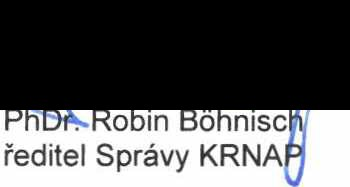 PhDr. Robin Böhnisch
ředitel Správy KRNAP